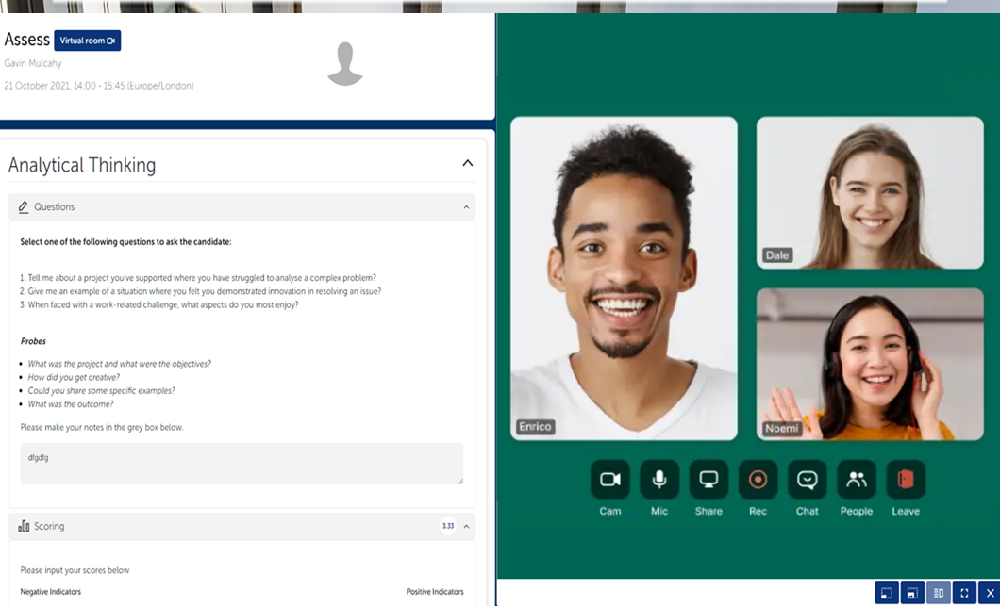 Assess Virtual room
Gavin Mulcahy
21 October 2021, 14:00 - 15:45 (Europe/London)
Analytical Thinking
Questions
Select one of the following questions to ask the candidate:
1. Tell me about a project you've supported where you have struggled to analyse a complex problem?
2. Give me an example of a situation where you felt you demonstrated innovation in resolving an issue?
3. When faced with a work-related challenge, what aspects do you most enjoy?
Probes
• What was the project and what were the objectives?
• How did you get creative?
• Could you share some specific examples?
• What was the outcome?
Please make your notes in the grey box below.
dfgdfg
Scoring 3.33
Please input your scores below
Negative Indicators Positive Indicators
Dale
Enrico
Noemi
Cam Mic Share Rec Chat People Leave